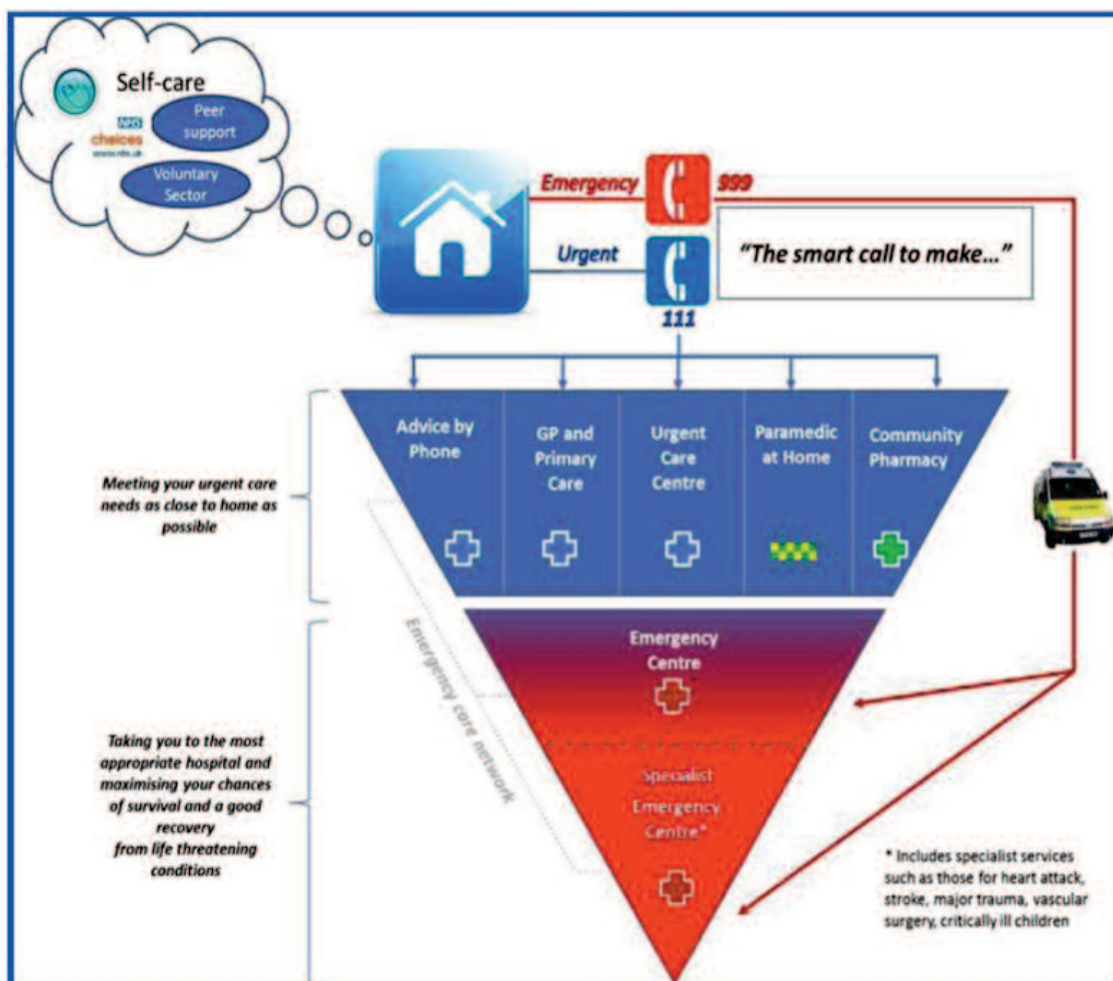 Self-care
Peer
support
NHS
choices
www.nhs.uk
Voluntary
Sector
Emergency
999
Urgent
111
"The smart call to make..."
Advice by
Phone
GP and
Primary
Care
Urgent
Care
Centre
Paramedic
at Home
Community
Pharmacy
Meeting your urgent care
needs as close to home as
possible
Emergency care network
Emergency
Centre
Specialist
Emergency
Centre*
Taking you to the most
appropriate hospital and
maximising your chances
of survival and a good
recovery
from life threatening
conditions
* Includes specialist services
such as those for heart attack,
stroke, major trauma, vascular
surgery, critically ill children